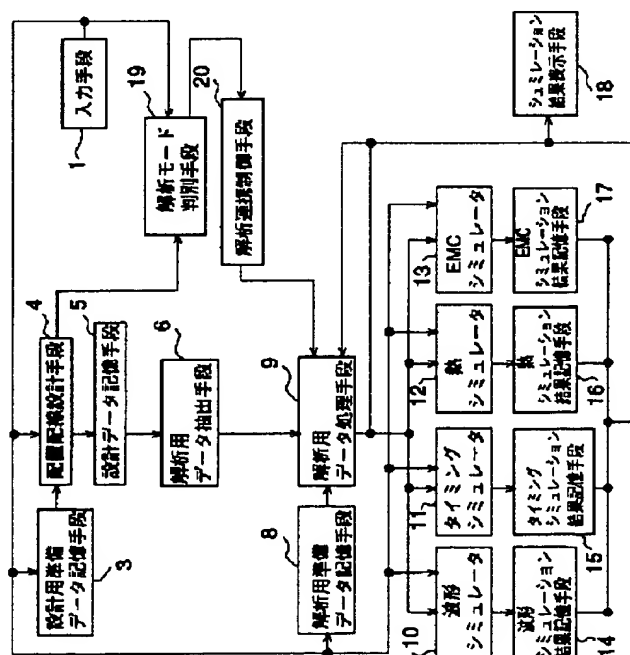 1
入力手段
3
設計用準備
データ記憶手段
4
配置配線設計手段
5
設計データ記憶手段
6
解析用
データ抽出手段
8
解析用準備
データ記憶手段
9
解析用
データ処理手段
19
解析モード
判別手段
20
解析連携制御手段
10
波形
シミュレータ
11
タイミング
シミュレータ
12
熱
シミュレータ
13
EMC
シミュレータ
14
波形
シミュレーション
結果記憶手段
15
タイミング
シミュレーション
結果記憶手段
16
熱
シミュレーション
結果記憶手段
17
EMC
シミュレーション
結果記憶手段
18
シュミレーション
結果表示手段